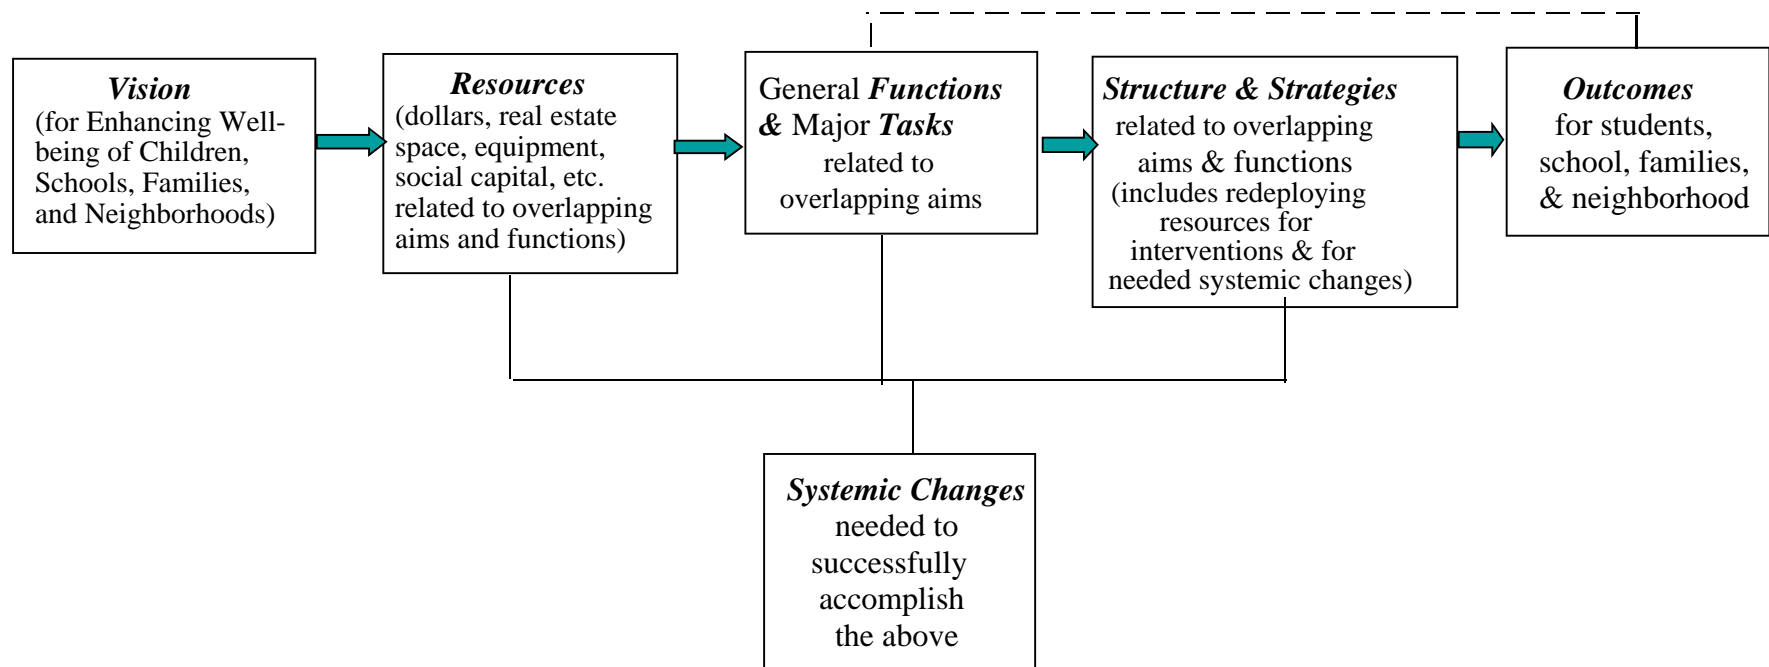 Vision
(for Enhancing Well-
being of Children,
Schools, Families,
and Neighborhoods)
Resources
(dollars, real estate
space, equipment,
social capital, etc.
related to overlapping
aims and functions)
General Functions
& Major Tasks
related to
overlapping aims
Structure & Strategies
related to overlapping
aims & functions
(includes redeploying
resources for
interventions & for
needed systemic changes)
Outcomes
for students,
school, families,
& neighborhood
Systemic Changes
needed to
successfully
accomplish
the above